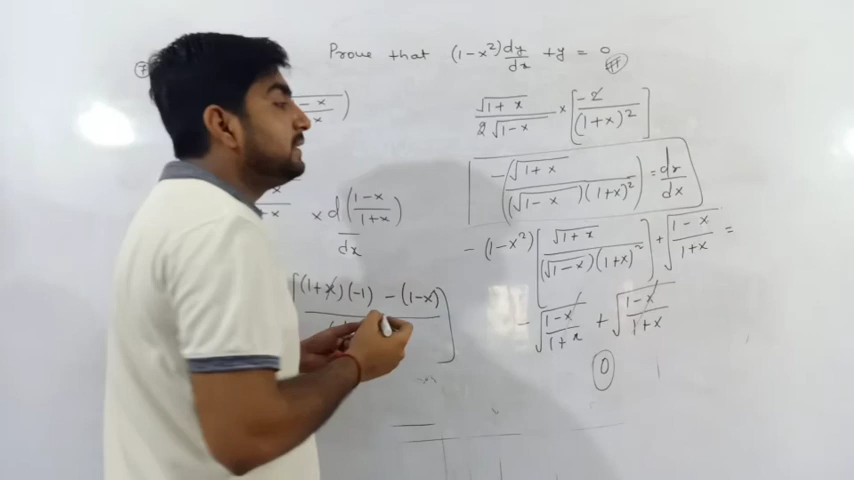 7 Prove that (1-x²) dy/dx + y = 0
- x / x )
√(1+x) / 2√(1-x) × [ -2 / (1+x)² ]
-(√(1+x)) / ((√(1-x))(1+x)²) = dy/dx
- x × d/dx ((1-x)/(1+x))
- (1-x²) [ √(1+x) / (√(1-x))(1+x)² ] + √((1-x)/(1+x)) =
[ (1+x)(-1) - (1-x) ]
- √((1-x)/(1+x)) + √((1-x)/(1+x))
0